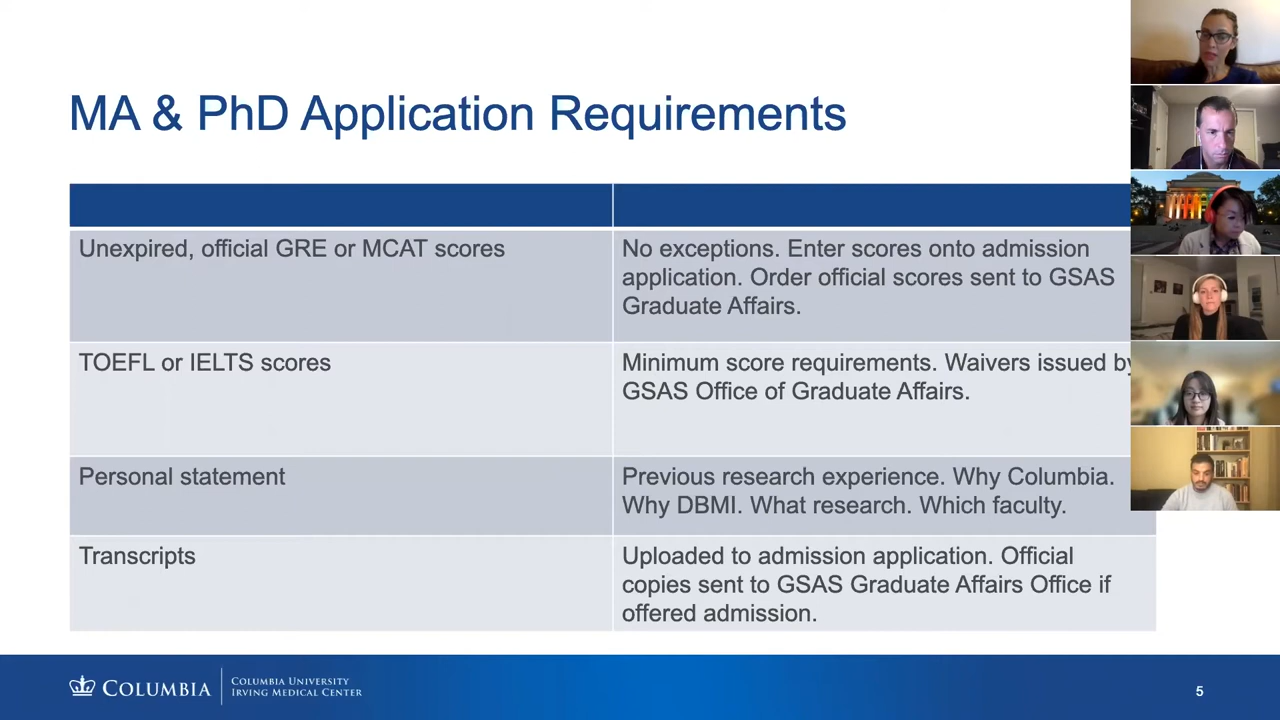 MA & PhD Application Requirements
Unexpired, official GRE or MCAT scores
No exceptions. Enter scores onto admission
application. Order official scores sent to GSAS
Graduate Affairs.
TOEFL or IELTS scores
Minimum score requirements. Waivers issued by
GSAS Office of Graduate Affairs.
Personal statement
Previous research experience. Why Columbia.
Why DBMI. What research. Which faculty.
Transcripts
Uploaded to admission application. Official
copies sent to GSAS Graduate Affairs Office if
offered admission.
COLUMBIA
COLUMBIA UNIVERSITY
IRVING MEDICAL CENTER
5